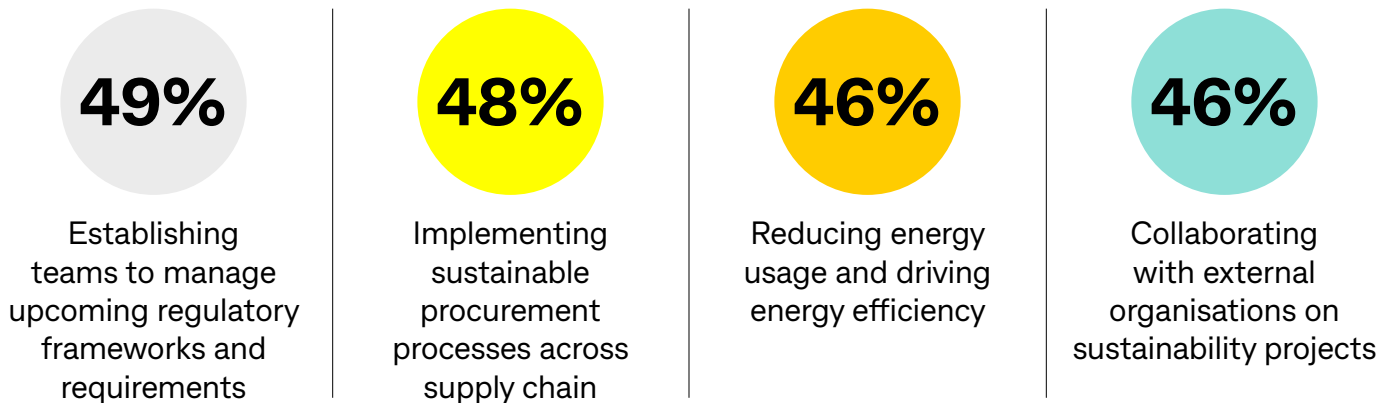 49%
Establishing
teams to manage
upcoming regulatory
frameworks and
requirements
48%
Implementing
sustainable
procurement
processes across
supply chain
46%
Reducing energy
usage and driving
energy efficiency
46%
Collaborating
with external
organisations on
sustainability projects